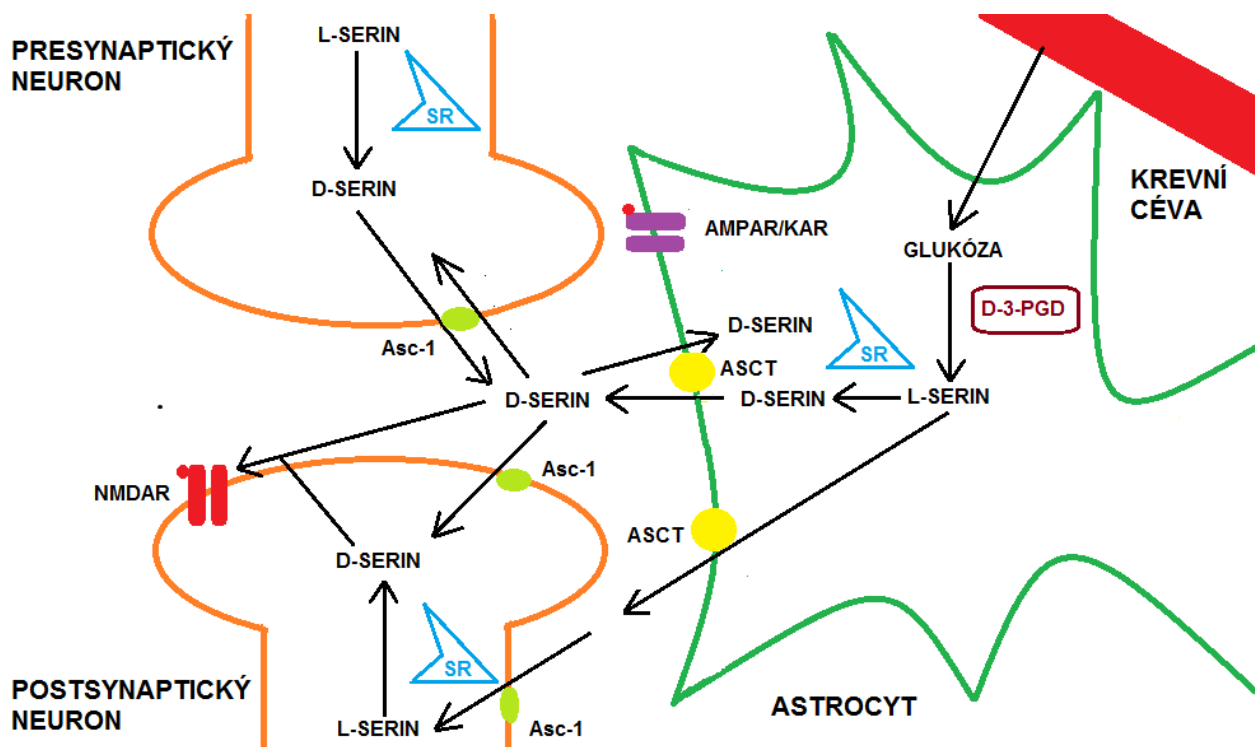 PRESYNAPTICKÝ
NEURON
L-SERIN
SR
D-SERIN
Asc-1
AMPAR/KAR
KREVNÍ
CÉVA
GLUKÓZA
D-3-PGD
D-SERIN
SR
ASCT
D-SERIN
D-SERIN
L-SERIN
NMDAR
Asc-1
ASCT
D-SERIN
SR
POSTSYNAPTICKÝ
NEURON
L-SERIN
Asc-1
ASTROCYT